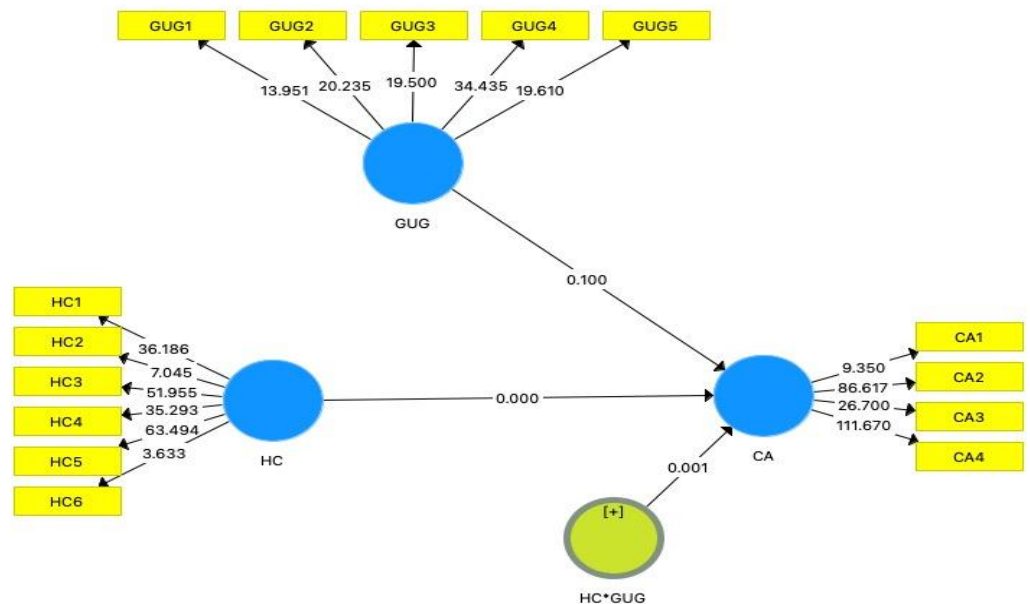 GUG1 GUG2 GUG3 GUG4 GUG5
13.951 20.235 19.500 34.435 19.610
GUG
0.100
HC1
HC2
HC3
HC4
HC5
HC6
36.186
7.045
51.955
35.293
63.494
3.633
HC
0.000
CA1
CA2
CA3
CA4
9.350
86.617
26.700
111.670
CA
0.001
[+]
HC*GUG